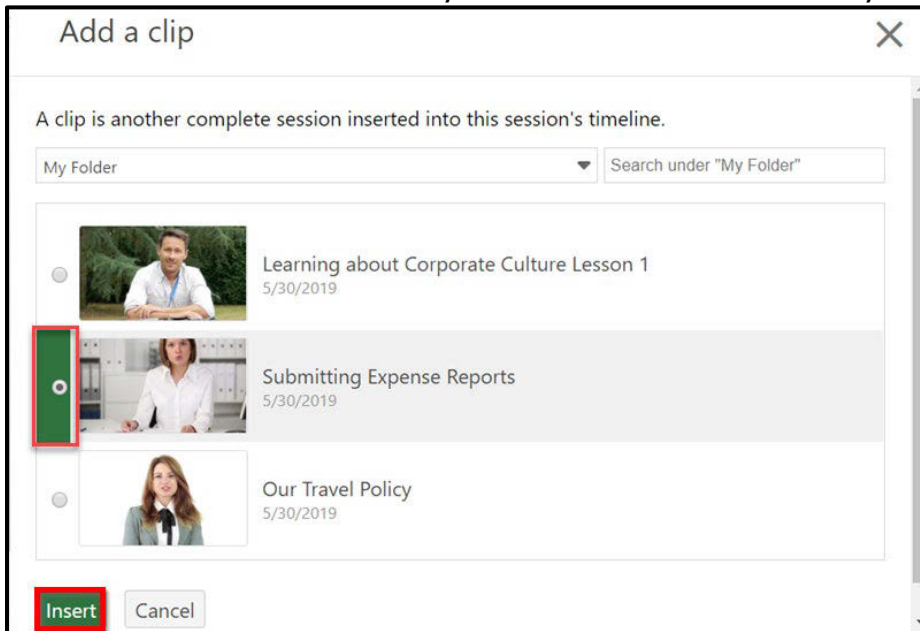 Add a clip
A clip is another complete session inserted into this session's timeline.
My Folder
Search under "My Folder"
Learning about Corporate Culture Lesson 1
5/30/2019
Submitting Expense Reports
5/30/2019
Our Travel Policy
5/30/2019
Insert
Cancel